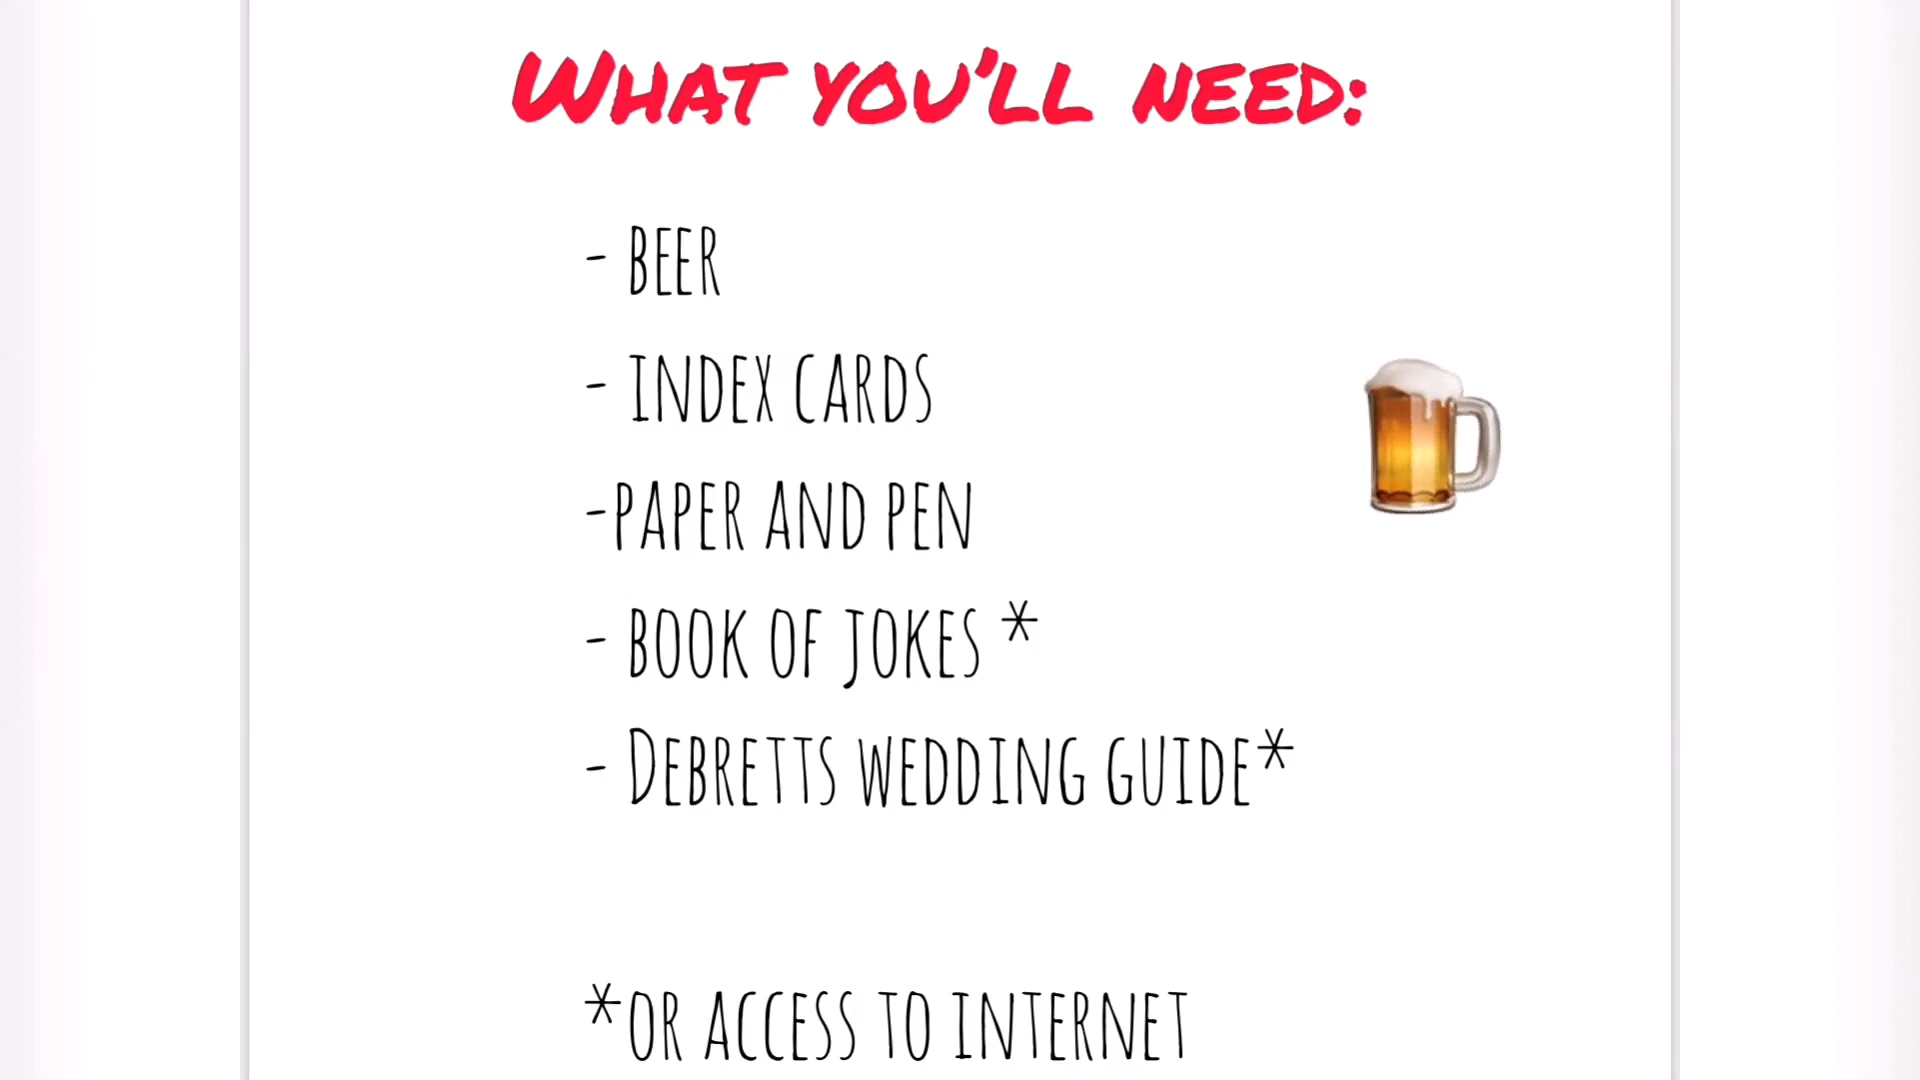 What you'll need:
- BEER
- INDEX CARDS
-PAPER AND PEN
- BOOK OF JOKES *
- DEBRETTS WEDDING GUIDE*
*OR ACCESS TO INTERNET